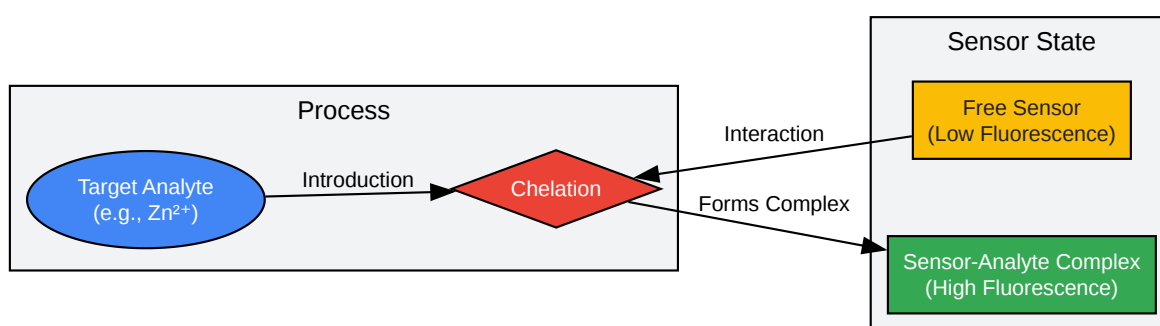 Sensor State
Process
Free Sensor
(Low Fluorescence)
Interaction
Target Analyte
(e.g., Zn²⁺)
Introduction
Chelation
Forms Complex
Sensor-Analyte Complex
(High Fluorescence)